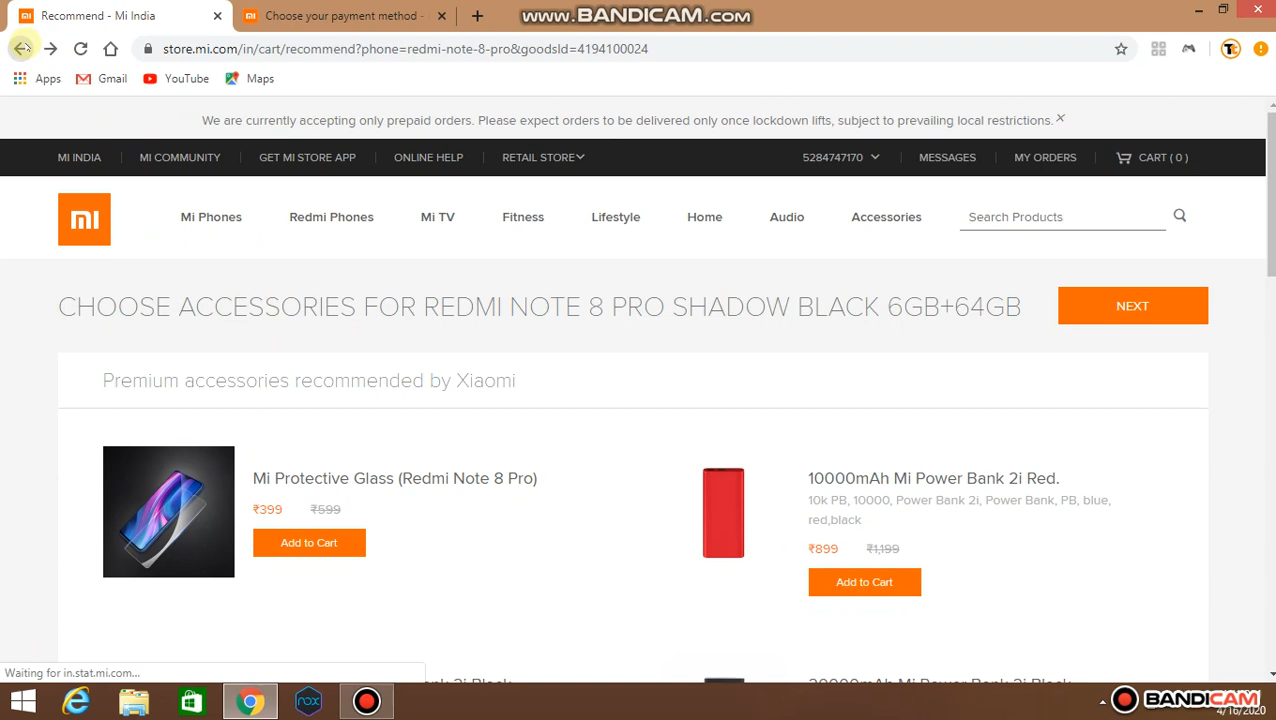 Recommend - Mi India
Choose your payment method -
www.BANDICAM.com
store.mi.com/in/cart/recommend?phone=redmi-note-8-pro&goodsId=4194100024
Apps
Gmail
YouTube
Maps
We are currently accepting only prepaid orders. Please expect orders to be delivered only once lockdown lifts, subject to prevailing local restrictions.
MI INDIA
MI COMMUNITY
GET MI STORE APP
ONLINE HELP
RETAIL STORE
5284747170
MESSAGES
MY ORDERS
CART ( 0 )
Mi Phones
Redmi Phones
Mi TV
Fitness
Lifestyle
Home
Audio
Accessories
Search Products
CHOOSE ACCESSORIES FOR REDMI NOTE 8 PRO SHADOW BLACK 6GB+64GB
NEXT
Premium accessories recommended by Xiaomi
Mi Protective Glass (Redmi Note 8 Pro)
₹399 ₹599
Add to Cart
10000mAh Mi Power Bank 2i Red.
10k PB, 10000, Power Bank 2i, Power Bank, PB, blue,
red,black
₹899 ₹1,199
Add to Cart
Waiting for in.stat.mi.com...
nox
BANDICAM
4/16/2020